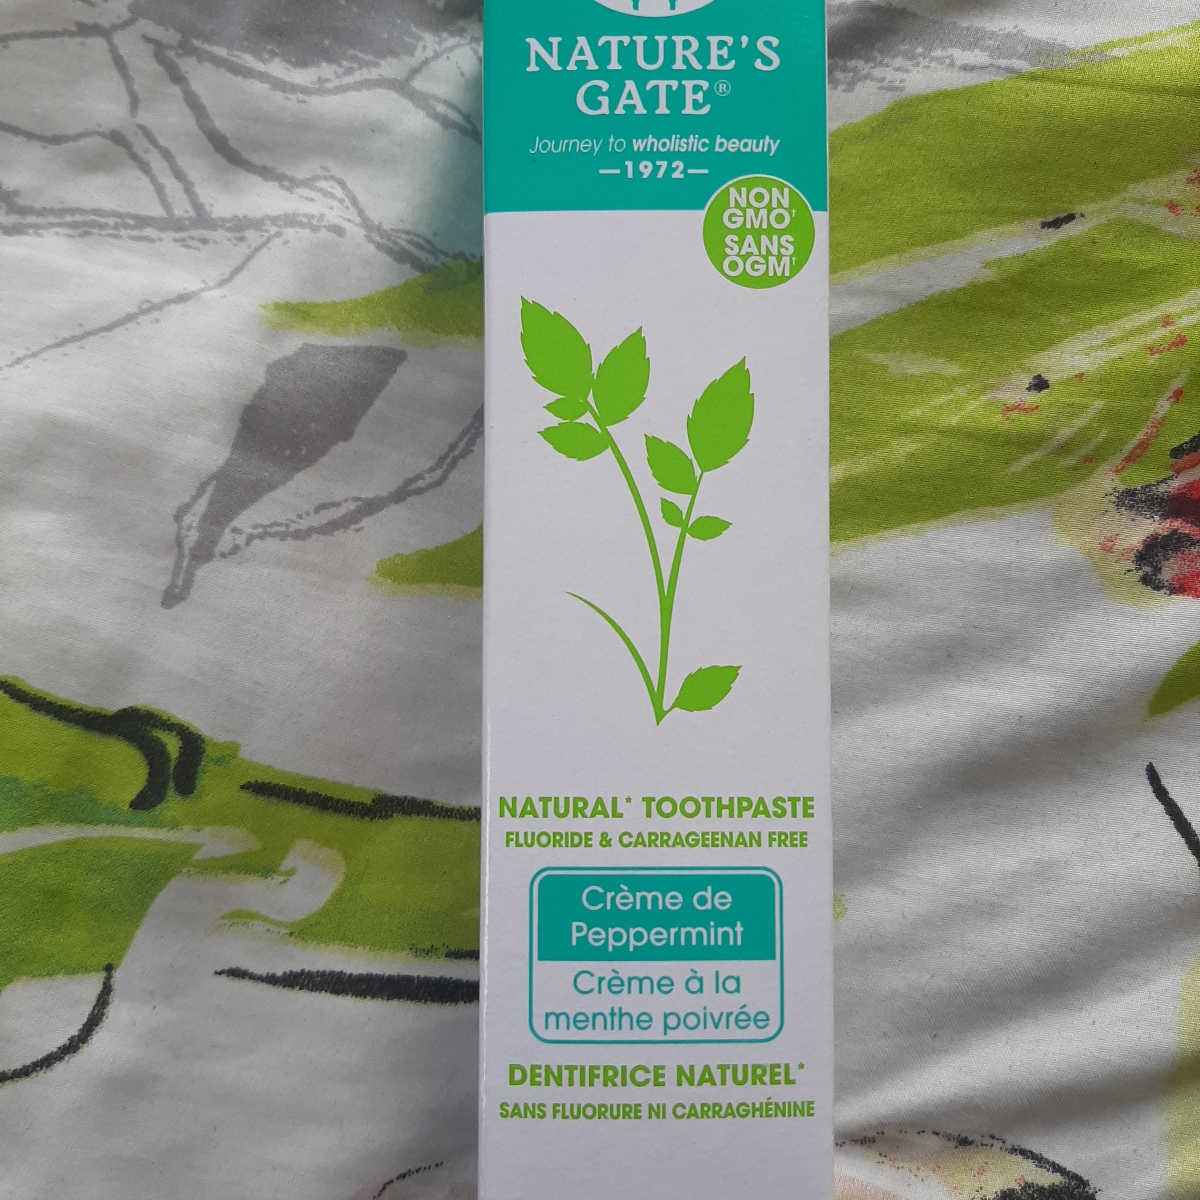 NATURE'S
GATE®
Journey to wholistic beauty
—1972—
NON
GMO†
SANS
OGM†
NATURAL* TOOTHPASTE
FLUORIDE & CARRAGEENAN FREE
Crème de
Peppermint
Crème à la
menthe poivrée
DENTIFRICE NATUREL*
SANS FLUORURE NI CARRAGHÉNINE